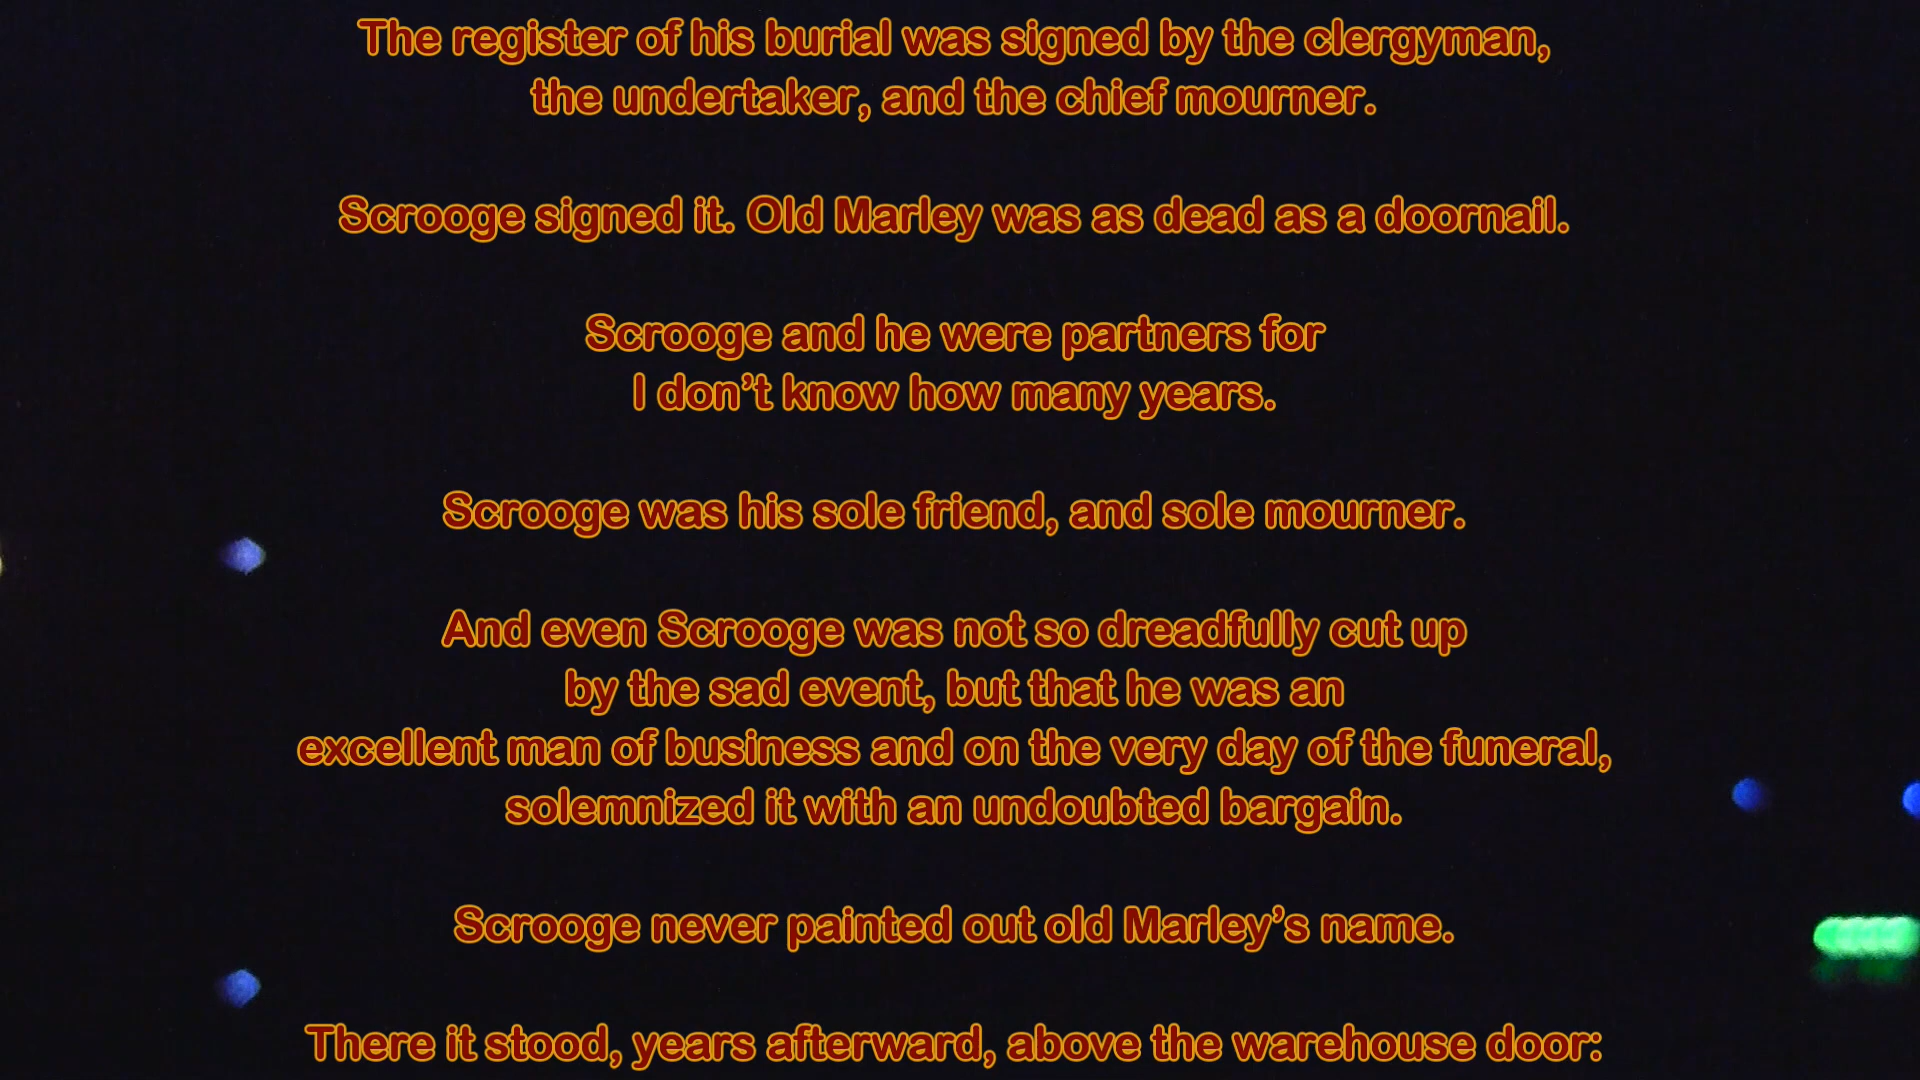 The register of his burial was signed by the clergyman,
the undertaker, and the chief mourner.
Scrooge signed it. Old Marley was as dead as a doornail.
Scrooge and he were partners for
I don’t know how many years.
Scrooge was his sole friend, and sole mourner.
And even Scrooge was not so dreadfully cut up
by the sad event, but that he was an
excellent man of business and on the very day of the funeral,
solemnized it with an undoubted bargain.
Scrooge never painted out old Marley’s name.
There it stood, years afterward, above the warehouse door: